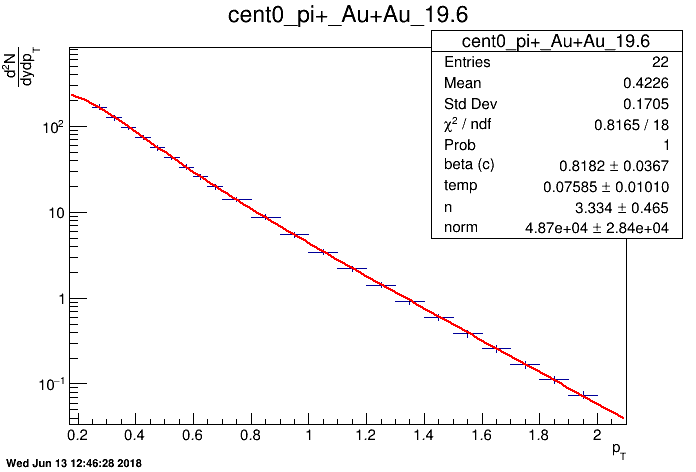 cent0_pi+_Au+Au_19.6
d²N
dydp_T
cent0_pi+_Au+Au_19.6
Entries 22
Mean 0.4226
Std Dev 0.1705
χ² / ndf 0.8165 / 18
Prob 1
beta (c) 0.8182 ± 0.0367
temp 0.07585 ± 0.01010
n 3.334 ± 0.465
norm 4.87e+04 ± 2.84e+04
10²
10
1
10⁻¹
0.2 0.4 0.6 0.8 1 1.2 1.4 1.6 1.8 2
p_T
Wed Jun 13 12:46:28 2018